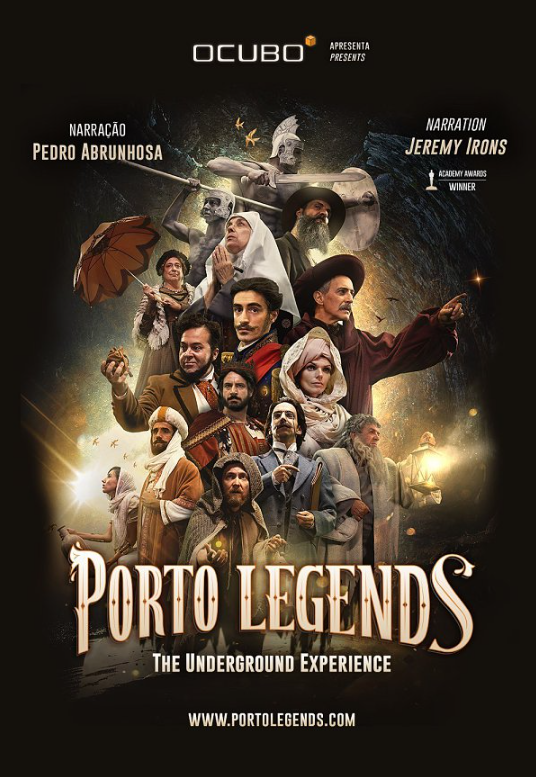 OCUBO
APRESENTA
PRESENTS
NARRAÇÃO
PEDRO ABRUNHOSA
NARRATION
JEREMY IRONS
ACADEMY AWARDS
WINNER
PORTO LEGENDS
THE UNDERGROUND EXPERIENCE
WWW.PORTOLEGENDS.COM